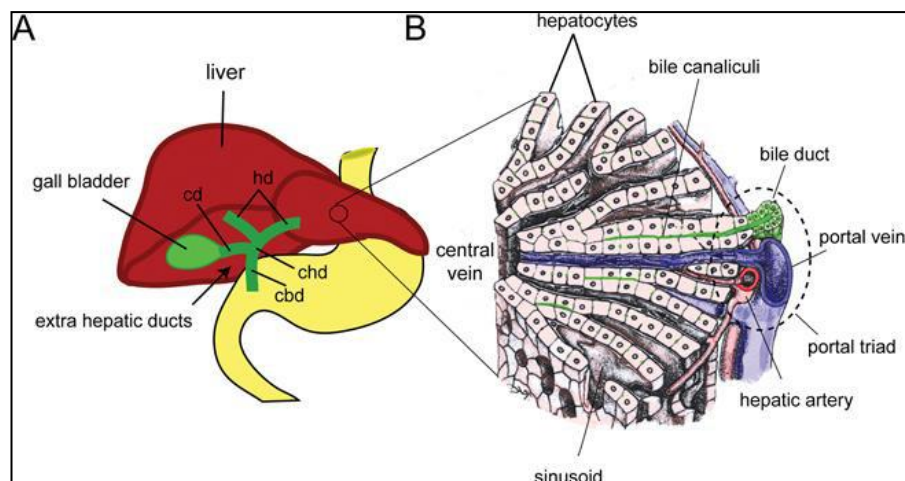 A
B
hepatocytes
liver
bile canaliculi
gall bladder
cd
hd
bile duct
central
vein
portal vein
chd
cbd
extra hepatic ducts
portal triad
hepatic artery
sinusoid